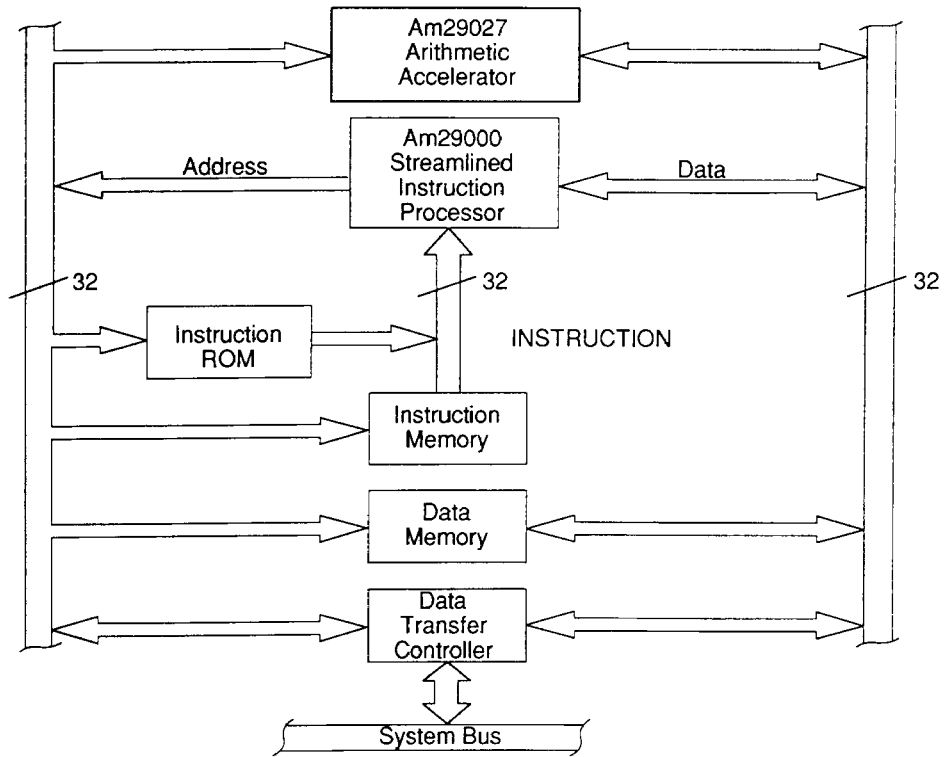 Am29027
Arithmetic
Accelerator
Am29000
Streamlined
Instruction
Processor
Address
Data
32
32
32
Instruction
ROM
INSTRUCTION
Instruction
Memory
Data
Memory
Data
Transfer
Controller
System Bus